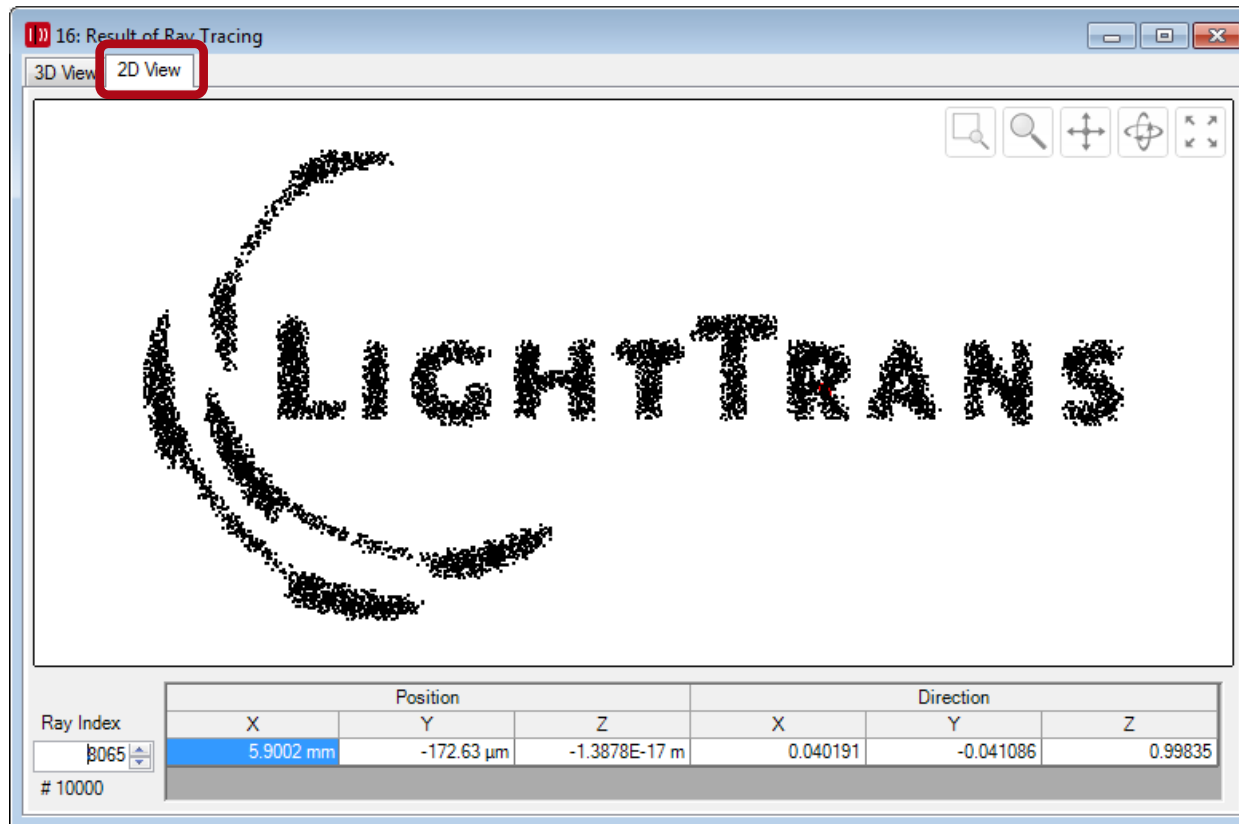 16: Result of Ray Tracing
3D View 2D View
LIGHTTRANS
Position Direction
Ray Index X Y Z X Y Z
8065 5.9002 mm -172.63 µm -1.3878E-17 m 0.040191 -0.041086 0.99835
# 10000